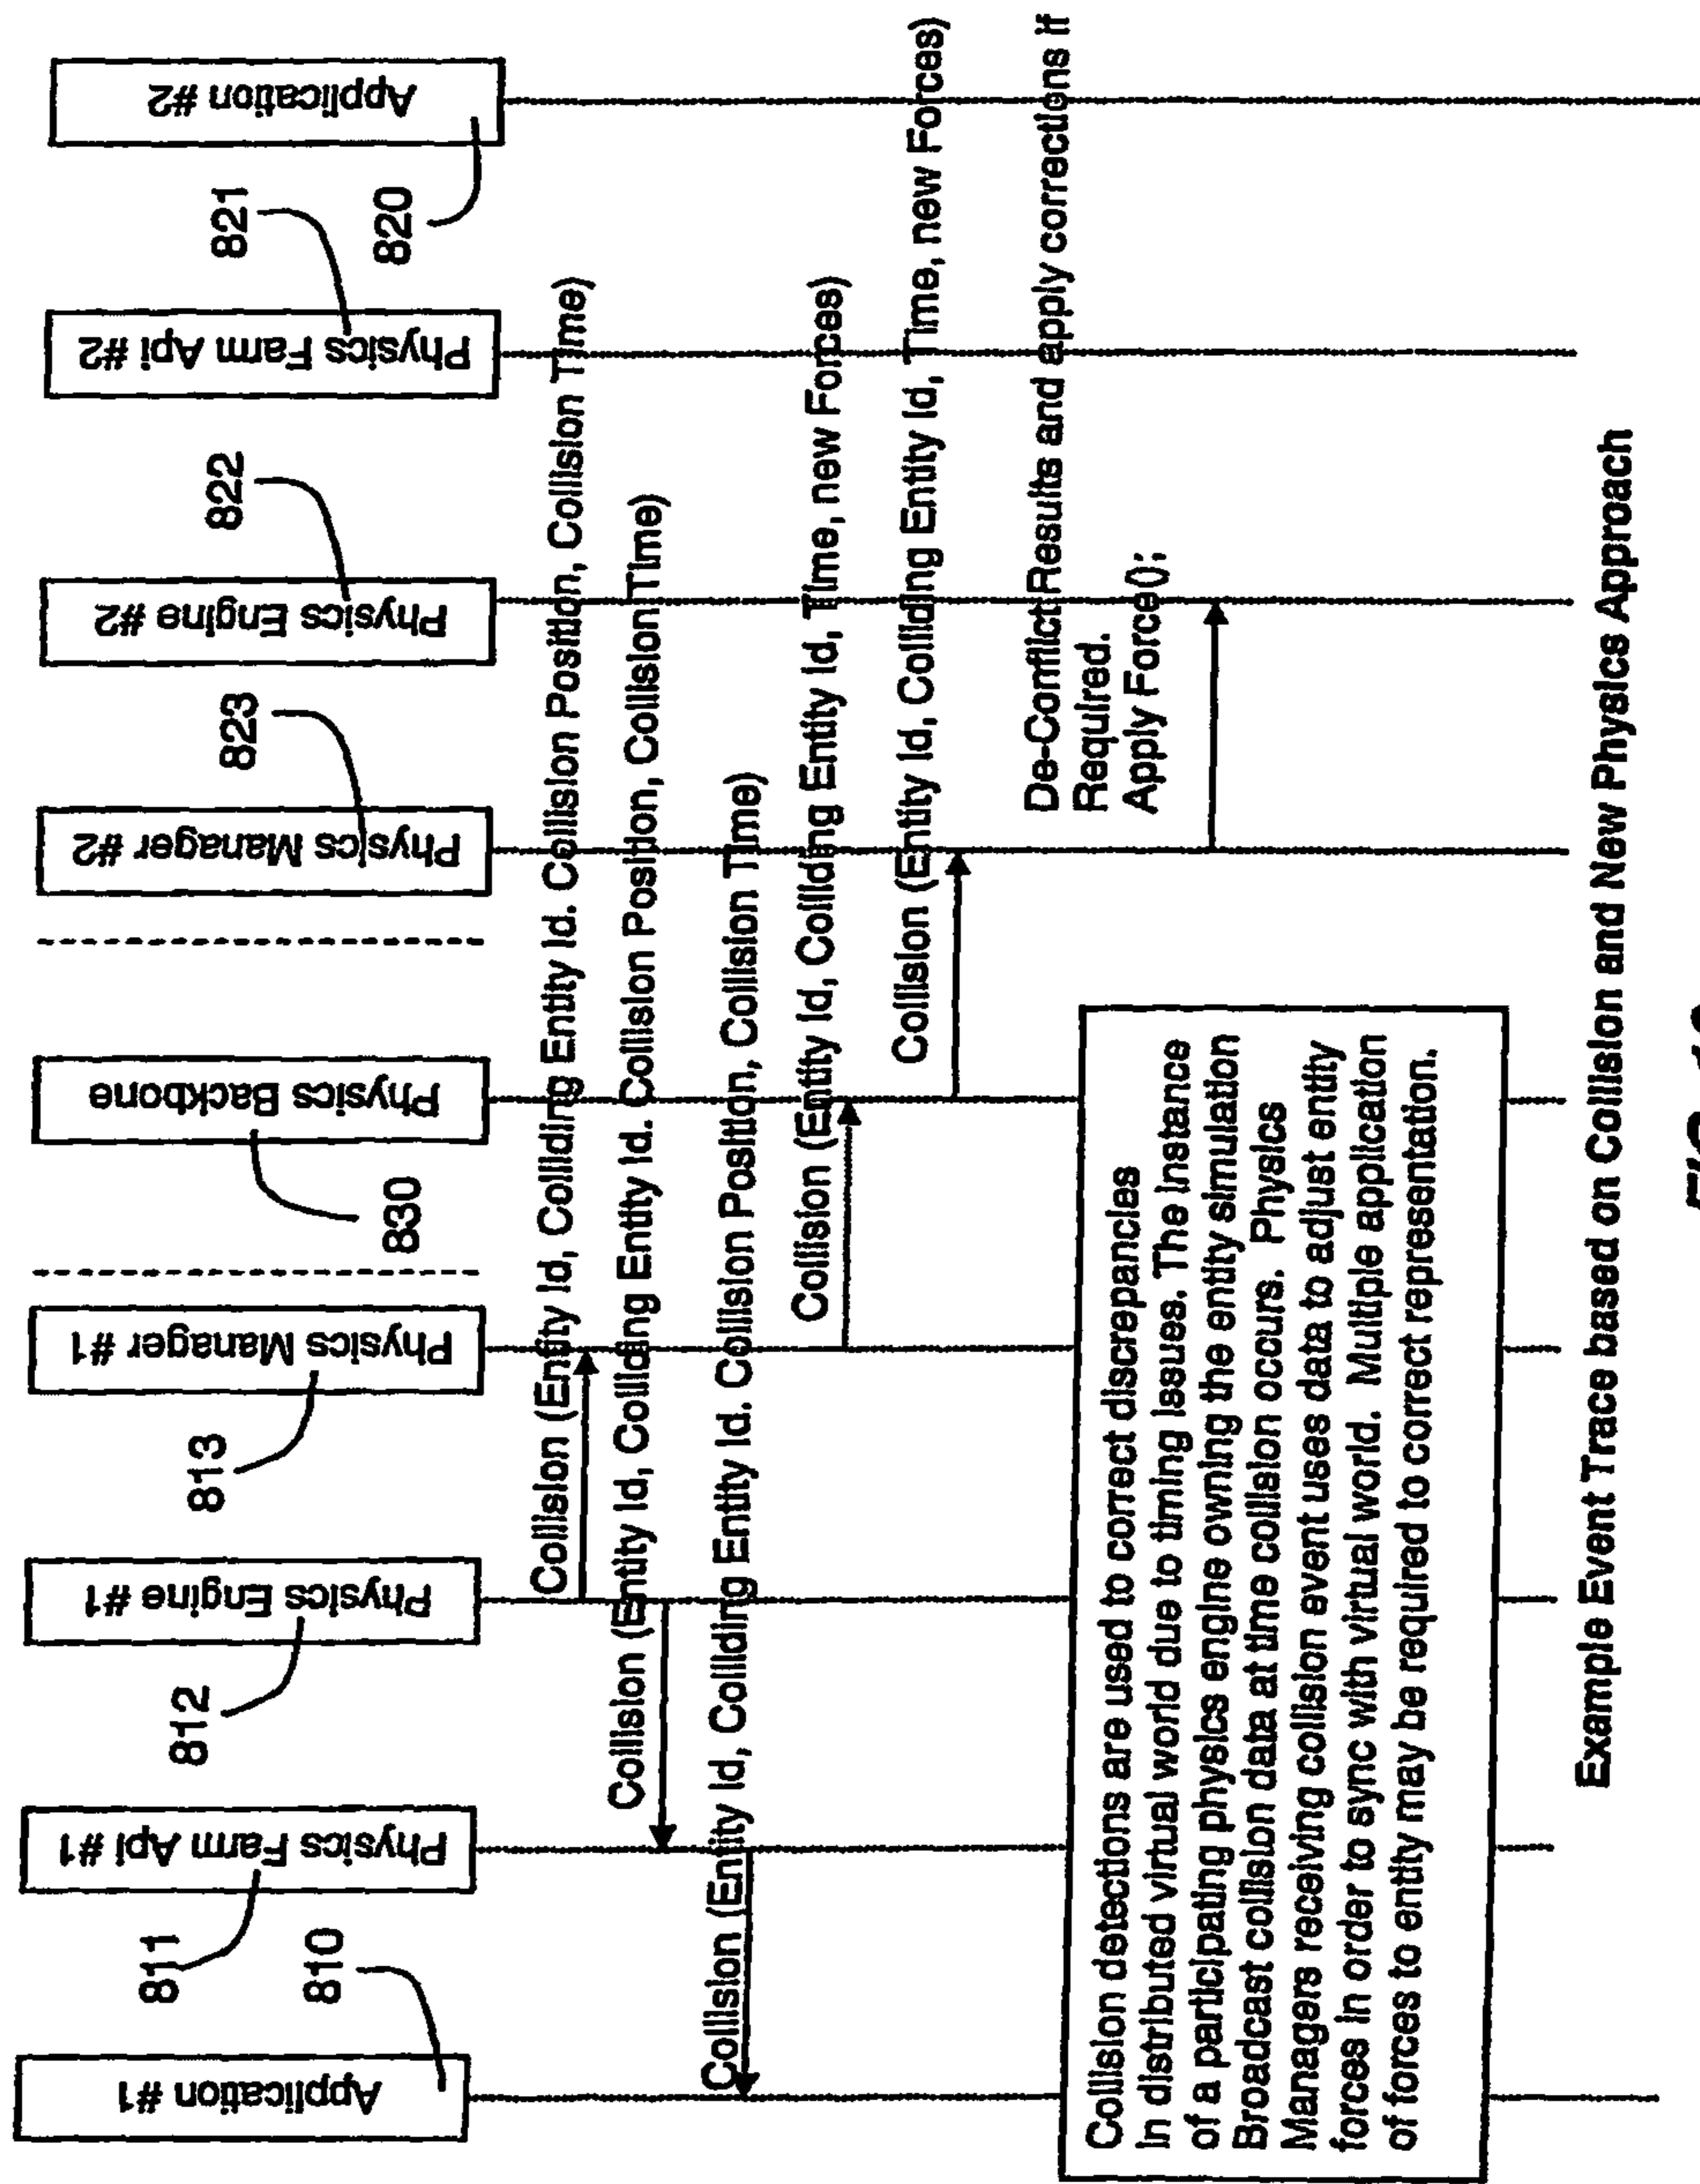 Application #1
Physics Farm Api #1
Physics Engine #1
Physics Manager #1
Physics Backbone
Physics Manager #2
Physics Engine #2
Physics Farm Api #2
Application #2
810
811
812
813
830
823
822
821
820
Collision (Entity Id, Colliding Entity Id. Collision Position, Collision Time)
Collision (Entity Id, Colliding Entity Id. Collision Position, Collision Time)
Collision (Entity Id, Colliding Entity Id. Collision Position, Collision Time)
Collision (Entity Id, Colliding Entity Id, Time, new Forces)
Collision (Entity Id, Colliding Entity Id, Time, new Forces)
De-Conflict Results and apply corrections if
Required.
Apply Force();
Collision detections are used to correct discrepancies
in distributed virtual world due to timing issues. The instance
of a participating physics engine owning the entity simulation
Broadcast collision data at time collision occurs. Physics
Managers receiving collision event uses data to adjust entity
forces in order to sync with virtual world. Multiple application
of forces to entity may be required to correct representation.
Example Event Trace based on Collision and New Physics Approach